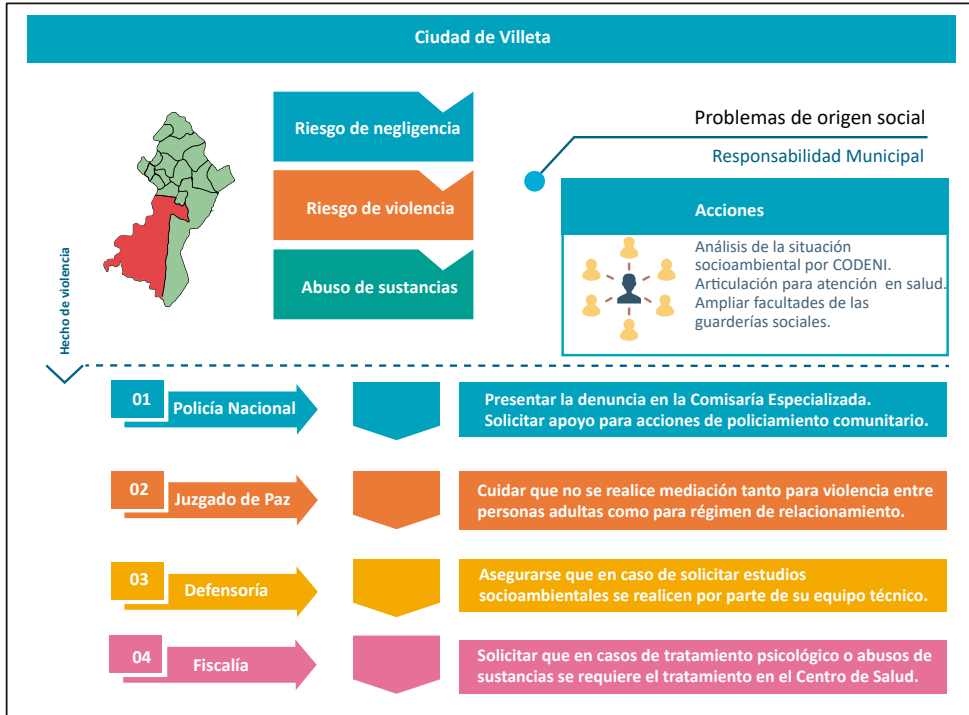 Ciudad de Villeta
Riesgo de negligencia
Riesgo de violencia
Abuso de sustancias
Problemas de origen social
Responsabilidad Municipal
Acciones
Análisis de la situación
socioambiental por CODENI.
Articulación para atención en salud.
Ampliar facultades de las
guarderías sociales.
Hecho de violencia
01
Policía Nacional
Presentar la denuncia en la Comisaría Especializada.
Solicitar apoyo para acciones de policiamiento comunitario.
02
Juzgado de Paz
Cuidar que no se realice mediación tanto para violencia entre
personas adultas como para régimen de relacionamiento.
03
Defensoría
Asegurarse que en caso de solicitar estudios
socioambientales se realicen por parte de su equipo técnico.
04
Fiscalía
Solicitar que en casos de tratamiento psicológico o abusos de
sustancias se requiere el tratamiento en el Centro de Salud.